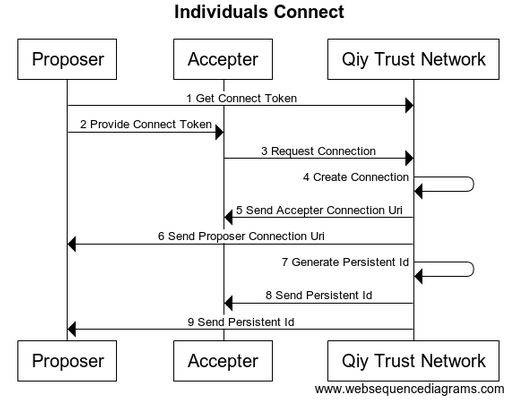 Individuals Connect
Proposer
Accepter
Qiy Trust Network
1 Get Connect Token
2 Provide Connect Token
3 Request Connection
4 Create Connection
5 Send Accepter Connection Uri
6 Send Proposer Connection Uri
7 Generate Persistent Id
8 Send Persistent Id
9 Send Persistent Id
Proposer
Accepter
Qiy Trust Network
www.websequencediagrams.com